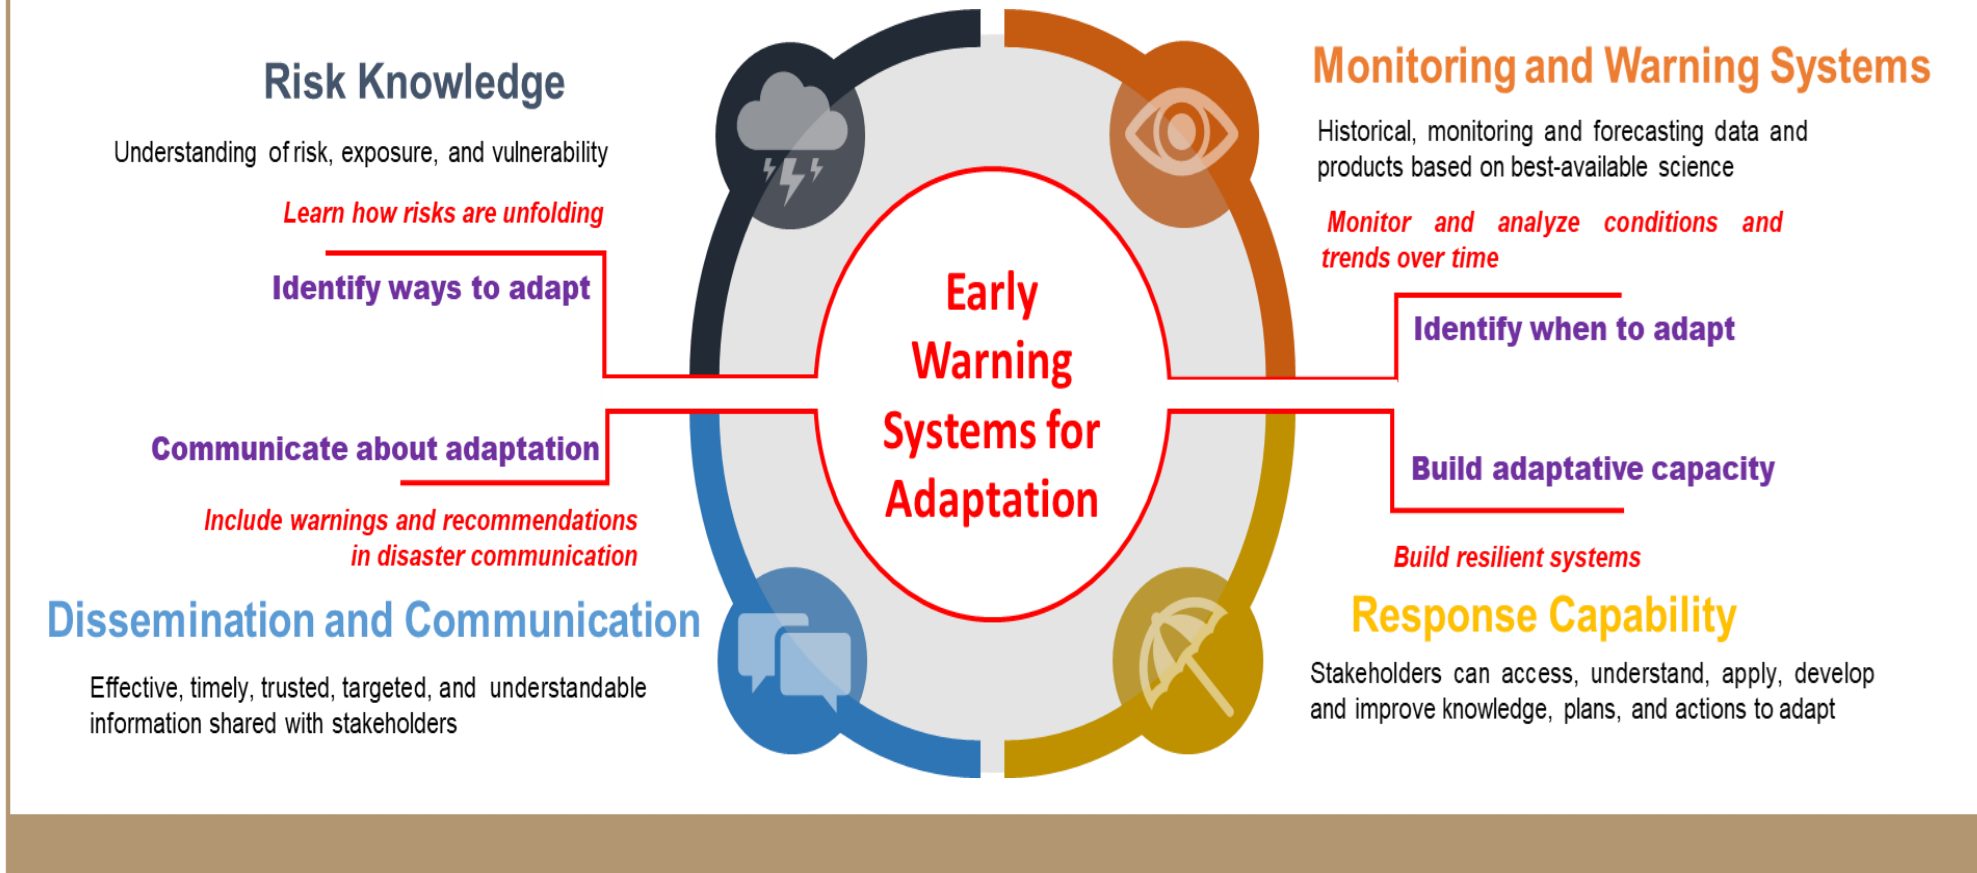 Risk Knowledge
Understanding of risk, exposure, and vulnerability
Learn how risks are unfolding
Identify ways to adapt
Monitoring and Warning Systems
Historical, monitoring and forecasting data and
products based on best-available science
Monitor and analyze conditions and
trends over time
Identify when to adapt
Early
Warning
Systems for
Adaptation
Communicate about adaptation
Include warnings and recommendations
in disaster communication
Dissemination and Communication
Effective, timely, trusted, targeted, and understandable
information shared with stakeholders
Build adaptative capacity
Build resilient systems
Response Capability
Stakeholders can access, understand, apply, develop
and improve knowledge, plans, and actions to adapt